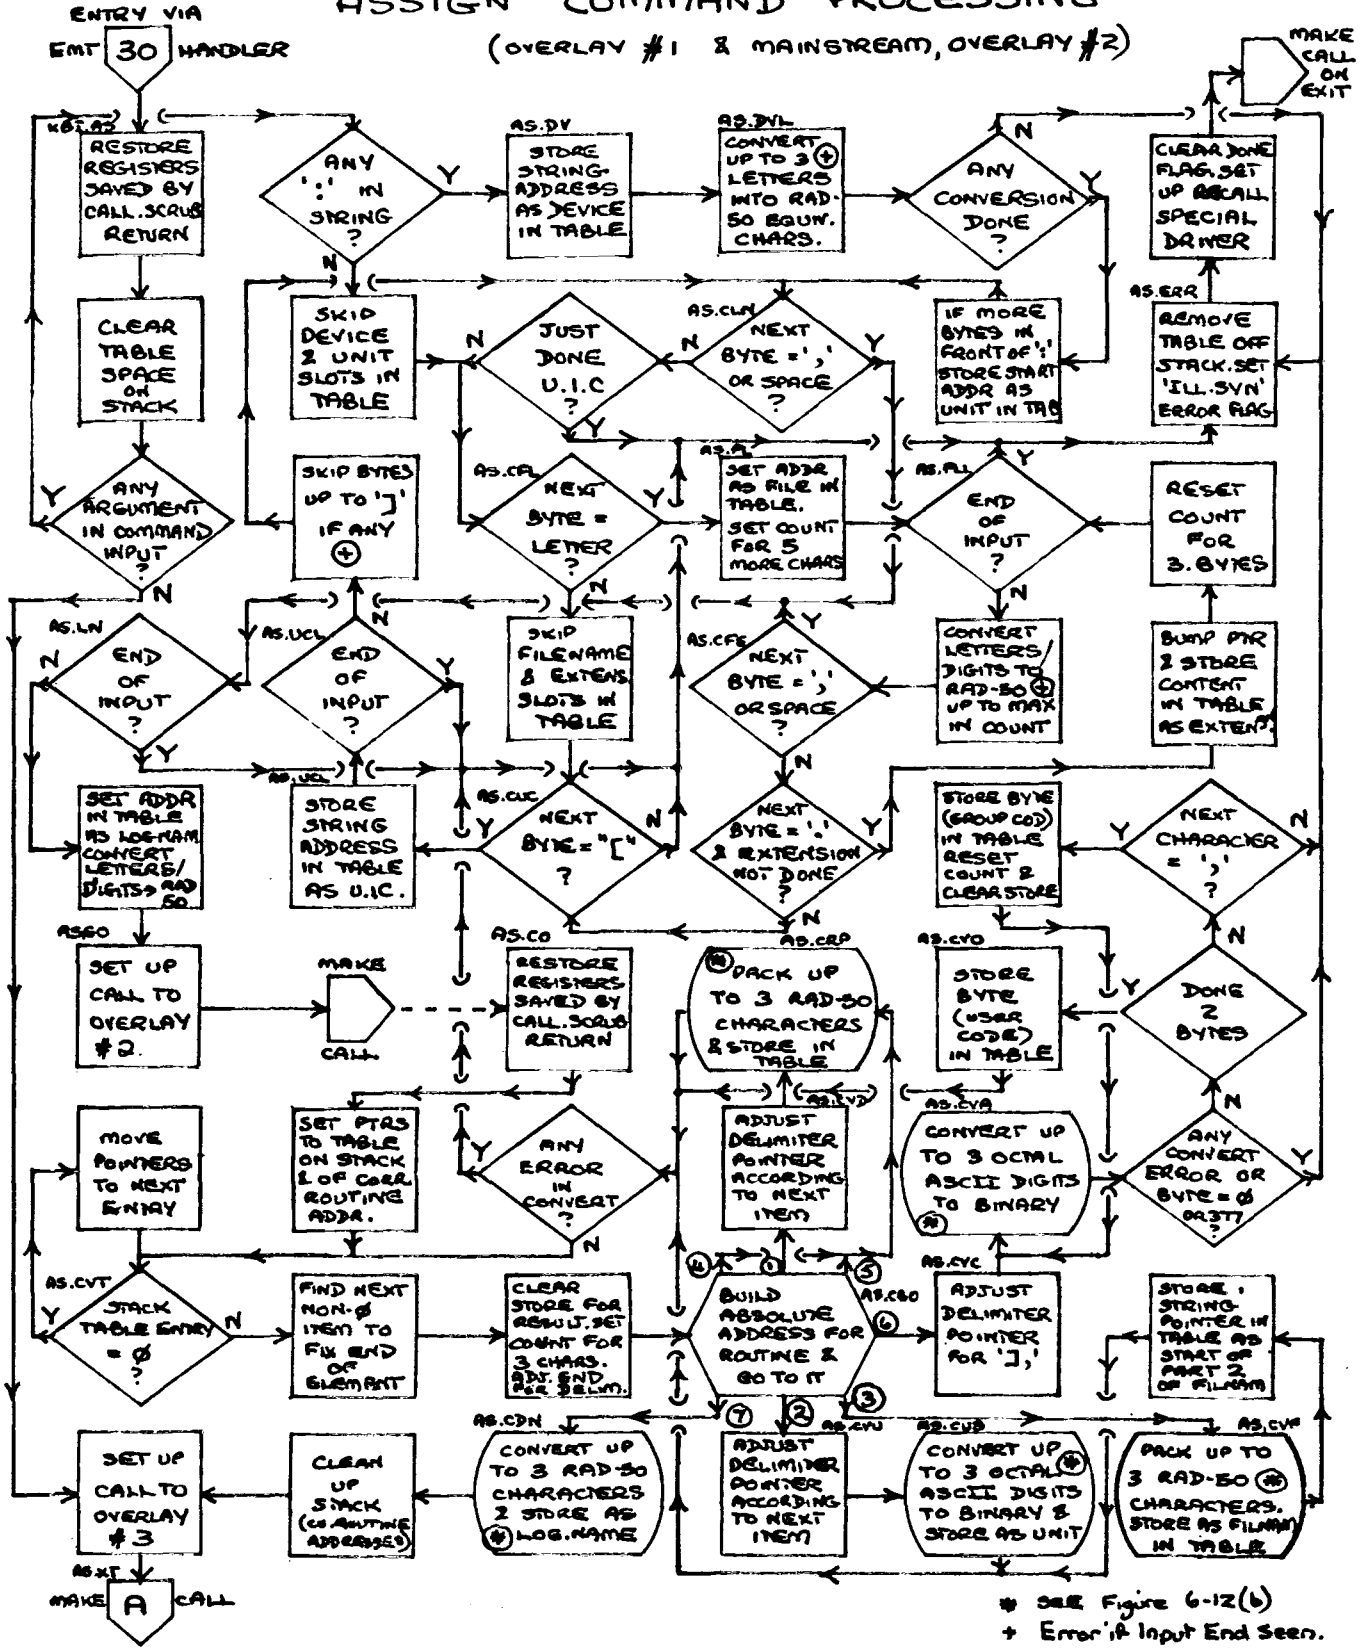 ASSIGN COMMAND PROCESSING
(OVERLAY #1 & MAINSTREAM, OVERLAY #2)
ENTRY VIA
EMT 30 HANDLER
MAKE
CALL
ON
EXIT
KBI.AS
RESTORE
REGISTERS
SAVED BY
CALL.SCRUB
RETURN
ANY
':' IN
STRING
?
Y
N
AS.DV
STORE
STRING
ADDRESS
AS DEVICE
IN TABLE
AS.DVL
CONVERT
UP TO 3 +
LETTERS
INTO RAD-
50 EQUIV.
CHARS.
ANY
CONVERSION
DONE
?
N
Y
CLEAR DONE
FLAG.SET
UP RECALL
SPECIAL
DRIVER
CLEAR
TABLE
SPACE
ON
STACK
SKIP
DEVICE
& UNIT
SLOTS IN
TABLE
JUST
DONE
U.I.C
?
N
Y
AS.CLN
NEXT
BYTE = ','
OR SPACE
?
N
Y
IF MORE
BYTES IN
FRONT OF ':'
STORE START
ADDR AS
UNIT IN TAB
AS.ERR
REMOVE
TABLE OFF
STACK.SET
'ILL.SYN'
ERROR FLAG
ANY
ARGUMENT
IN COMMAND
INPUT
?
Y
N
SKIP BYTES
UP TO ']'
IF ANY
+
AS.CFL
NEXT
BYTE =
LETTER
?
Y
N
AS.FL
SET ADDR
AS FILE IN
TABLE.
SET COUNT
FOR 5
MORE CHARS
AS.FLL
END
OF
INPUT
?
Y
N
RESET
COUNT
FOR
3. BYTES
AS.LN
END
OF
INPUT
?
N
Y
AS.UCL
END
OF
INPUT
?
N
Y
SKIP
FILENAME
& EXTENS.
SLOTS IN
TABLE
AS.CFE
NEXT
BYTE = ','
OR SPACE
?
Y
N
CONVERT
LETTERS/
DIGITS TO
RAD-50 +
UP TO MAX
IN COUNT
BUMP PTR
& STORE
CONTENT
IN TABLE
AS EXTENS.
SET ADDR
IN TABLE
AS LOG.NAM
CONVERT
LETTERS/
DIGITS> RAD
50
AS.UCL
STORE
STRING
ADDRESS
IN TABLE
AS U.I.C.
AS.CUC
NEXT
BYTE = "["
?
Y
N
NEXT
BYTE = '.'
& EXTENSION
NOT DONE
?
Y
N
STORE BYTE
(GROUP COD)
IN TABLE
RESET
COUNT &
CLEAR STORE
NEXT
CHARACTER
= ','
?
Y
N
AS.GO
SET UP
CALL TO
OVERLAY
#2.
MAKE
CALL
AS.CO
RESTORE
REGISTERS
SAVED BY
CALL.SCRUB
RETURN
AS.CRP
* PACK UP
TO 3 RAD-50
CHARACTERS
& STORE IN
TABLE
AS.CVO
STORE
BYTE
(USER
CODE)
IN TABLE
DONE
2
BYTES
Y
N
MOVE
POINTERS
TO NEXT
ENTRY
SET PTRS
TO TABLE
ON STACK
& OF CORR
ROUTING
ADDR.
ANY
ERROR
IN
CONVERT
?
Y
N
AS.CVD
ADJUST
DELIMITER
POINTER
ACCORDING
TO NEXT
ITEM
AS.CVA
CONVERT UP
TO 3 OCTAL
ASCII DIGITS
TO BINARY
*
ANY
CONVERT
ERROR OR
BYTE = Ø
OR 377
?
N
Y
AS.CVT
STACK
TABLE ENTRY
= Ø
?
Y
N
FIND NEXT
NON-Ø
ITEM TO
FIX END
OF
ELEMENT
CLEAR
STORE FOR
RESULT.SET
COUNT FOR
3 CHARS.
ADJ. END
FOR DELIM.
4
1
5
BUILD
ABSOLUTE
ADDRESS FOR
ROUTINE &
GO TO IT
6
7
2
3
AS.CGO
AS.CYC
ADJUST
DELIMITER
POINTER
FOR '],'
STORE
STRING
POINTER IN
TABLE AS
START OF
PART 2
OF FILNAM
SET UP
CALL TO
OVERLAY
#3
CLEAN
UP
STACK
(CO.ROUTINE
ADDRESSES)
AS.CDN
CONVERT UP
TO 3 RAD-50
CHARACTERS
& STORE AS
* LOG.NAME
AS.CVU
ADJUST
DELIMITER
POINTER
ACCORDING
TO NEXT
ITEM
AS.CUB
CONVERT UP
TO 3 OCTAL *
ASCII DIGITS
TO BINARY &
STORE AS UNIT
AS.CVF
PACK UP TO
3 RAD-50 *
CHARACTERS.
STORE AS FILNAM
IN TABLE
AS.XT
MAKE A CALL
* SEE Figure 6-12(b)
+ Error if Input End Seen.